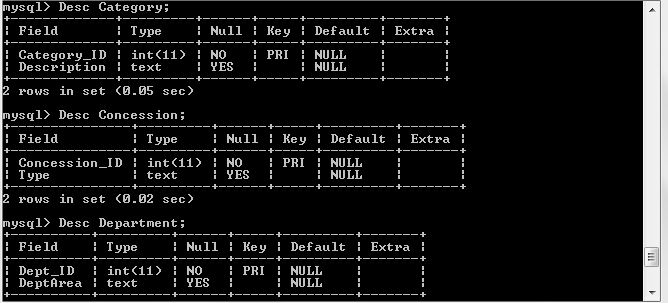 mysql> Desc Category;
+-------------+---------+------+-----+---------+-------+
| Field       | Type    | Null | Key | Default | Extra |
+-------------+---------+------+-----+---------+-------+
| Category_ID | int(11) | NO   | PRI | NULL    |       |
| Description | text    | YES  |     | NULL    |       |
+-------------+---------+------+-----+---------+-------+
2 rows in set (0.05 sec)
mysql> Desc Concession;
+---------------+---------+------+-----+---------+-------+
| Field         | Type    | Null | Key | Default | Extra |
+---------------+---------+------+-----+---------+-------+
| Concession_ID | int(11) | NO   | PRI | NULL    |       |
| Type          | text    | YES  |     | NULL    |       |
+---------------+---------+------+-----+---------+-------+
2 rows in set (0.02 sec)
mysql> Desc Department;
+----------+---------+------+-----+---------+-------+
| Field    | Type    | Null | Key | Default | Extra |
+----------+---------+------+-----+---------+-------+
| Dept_ID  | int(11) | NO   | PRI | NULL    |       |
| DeptArea | text    | YES  |     | NULL    |       |
+----------+---------+------+-----+---------+-------+